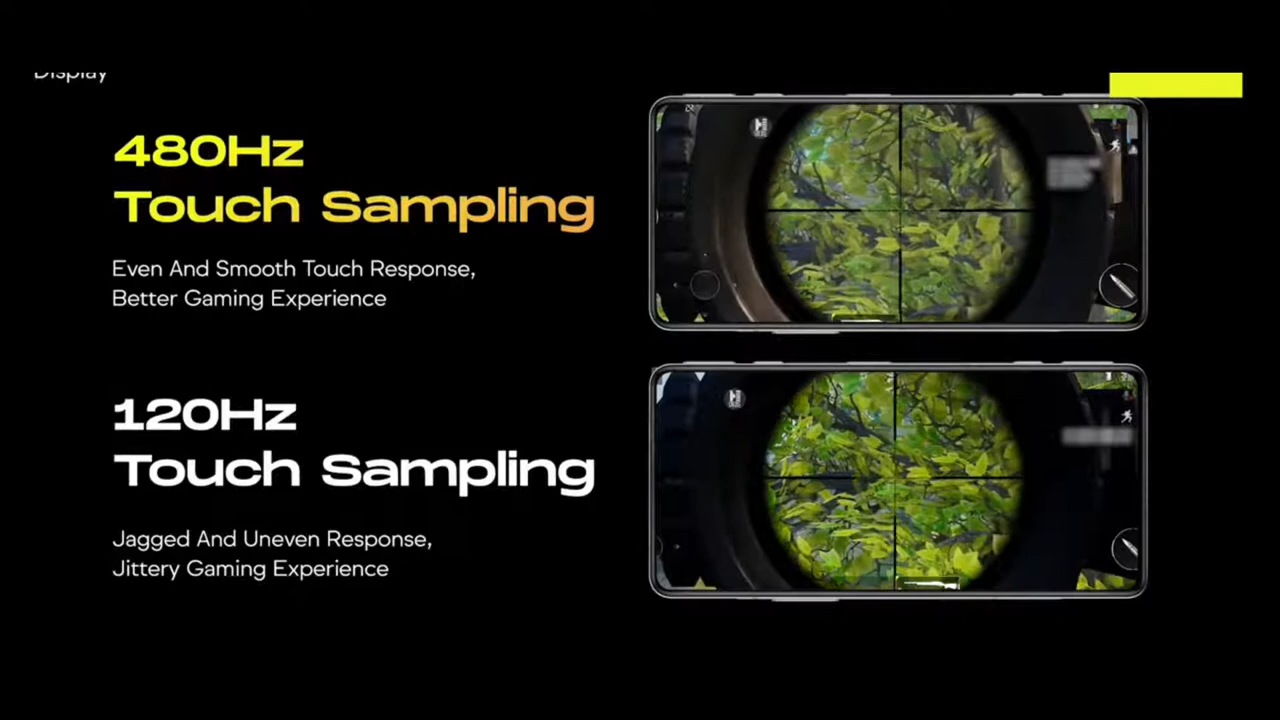 Display
480Hz
Touch Sampling
Even And Smooth Touch Response,
Better Gaming Experience
120Hz
Touch Sampling
Jagged And Uneven Response,
Jittery Gaming Experience